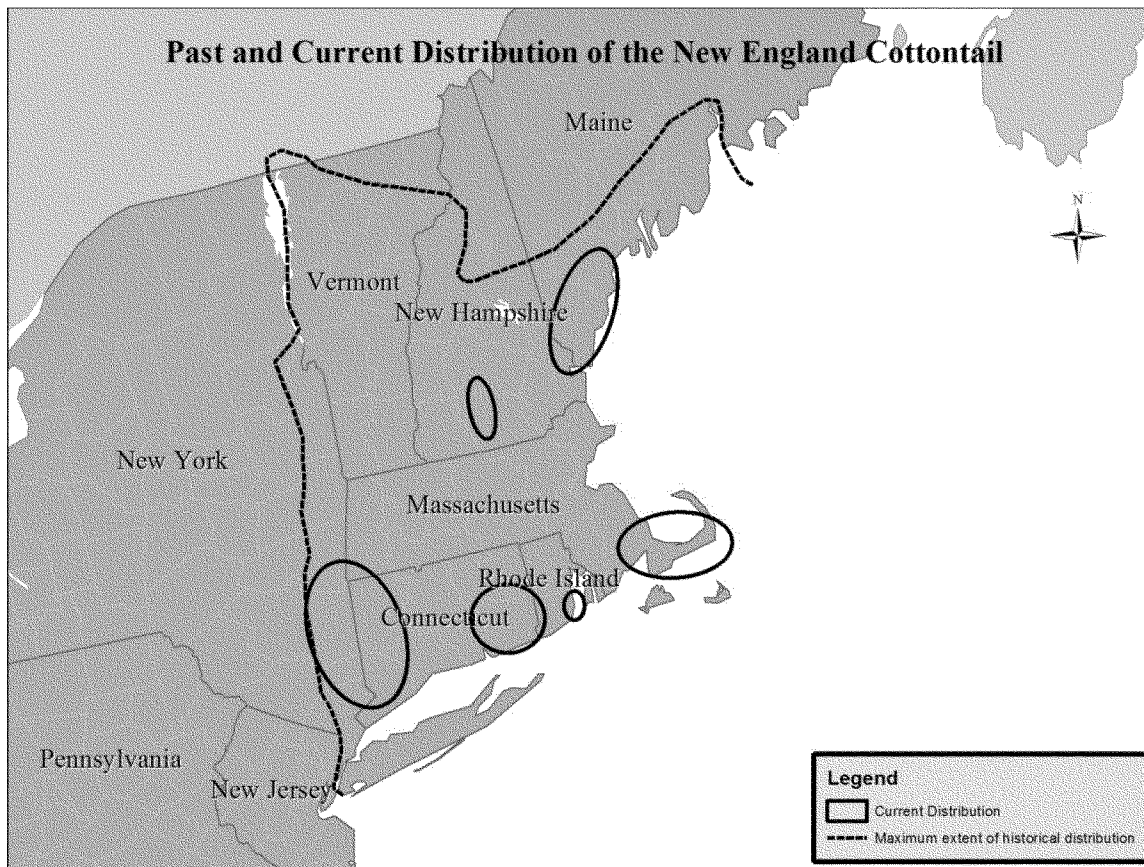 Past and Current Distribution of the New England Cottontail
Maine
N
Vermont
New Hampshire
New York
Massachusetts
Rhode Island
Connecticut
Pennsylvania
New Jersey
Legend
Current Distribution
Maximum extent of historical distribution